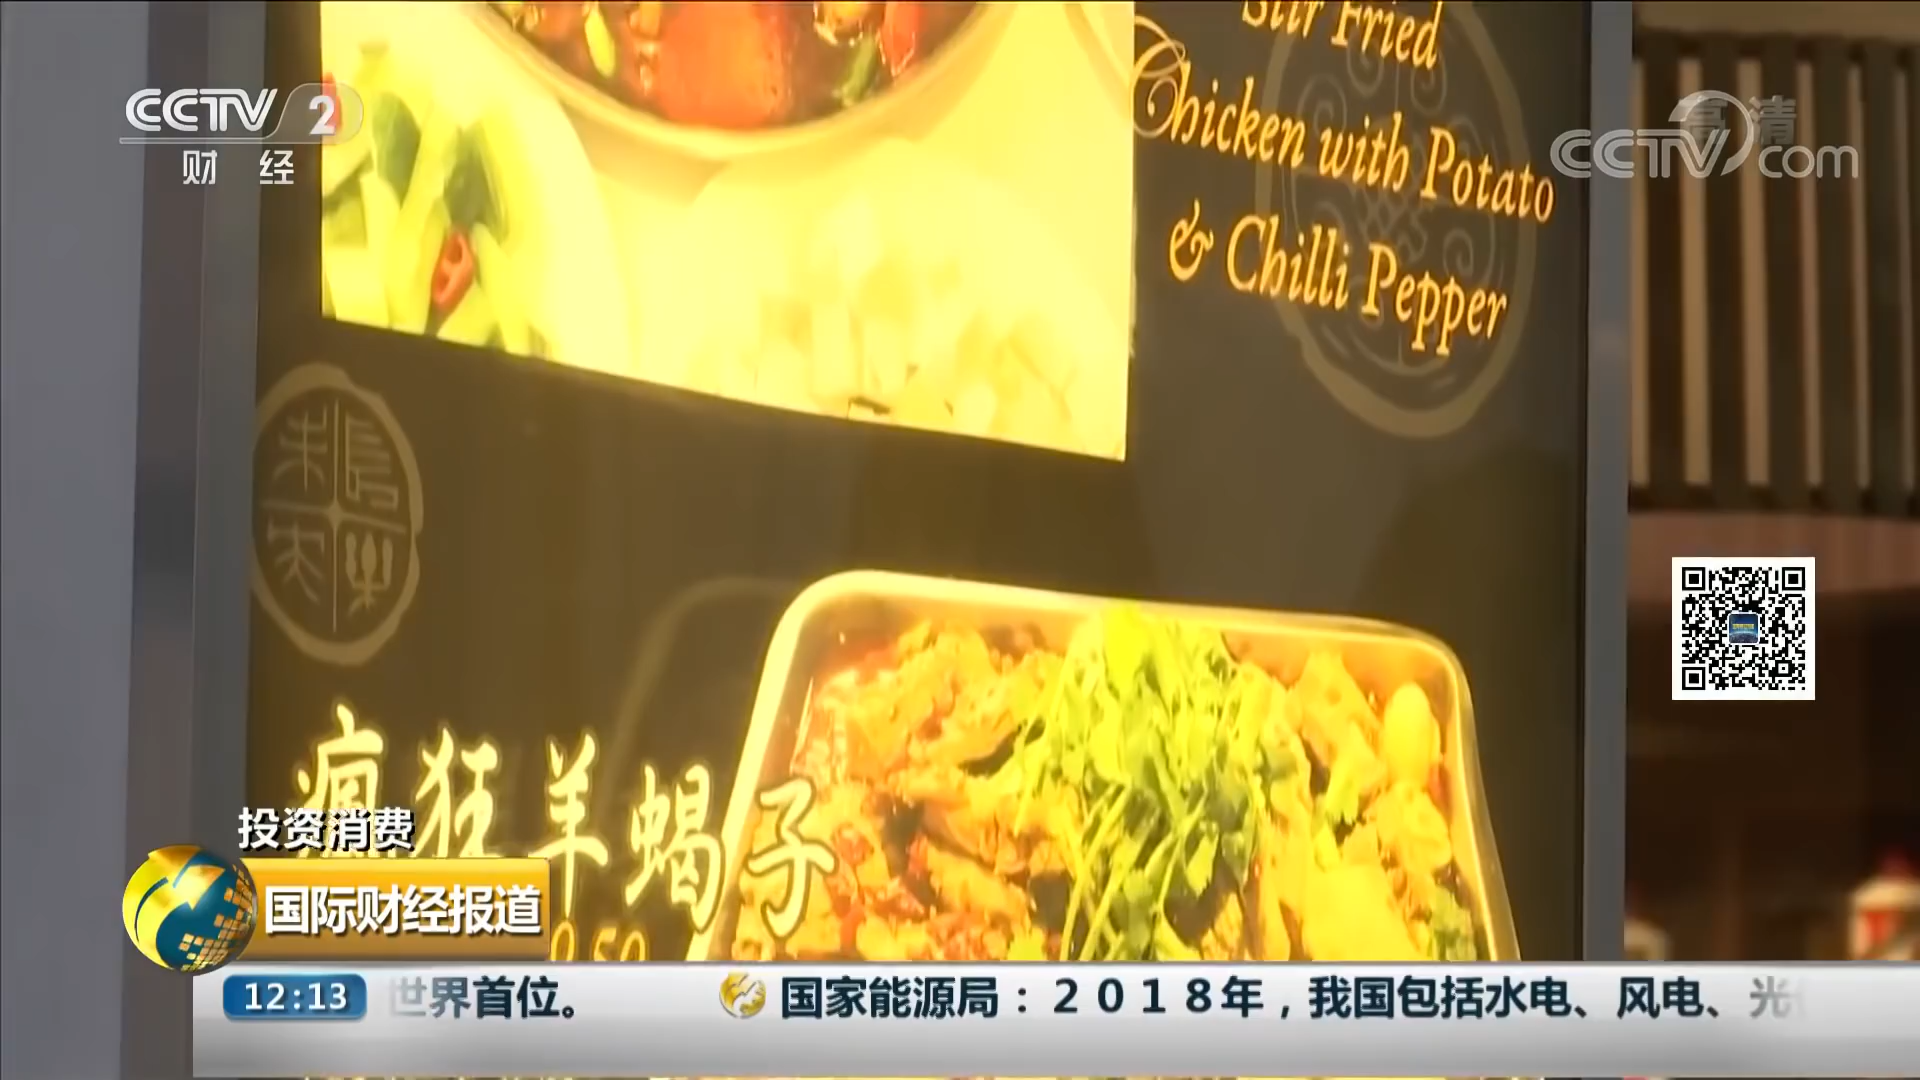 CCTV 2
财 经
Stir Fried
Chicken with Potato
& Chilli Pepper
高清
CCTV.com
疯狂羊蝎子
投资消费
国际财经报道
12:13 世界首位。 国家能源局：2018年，我国包括水电、风电、光